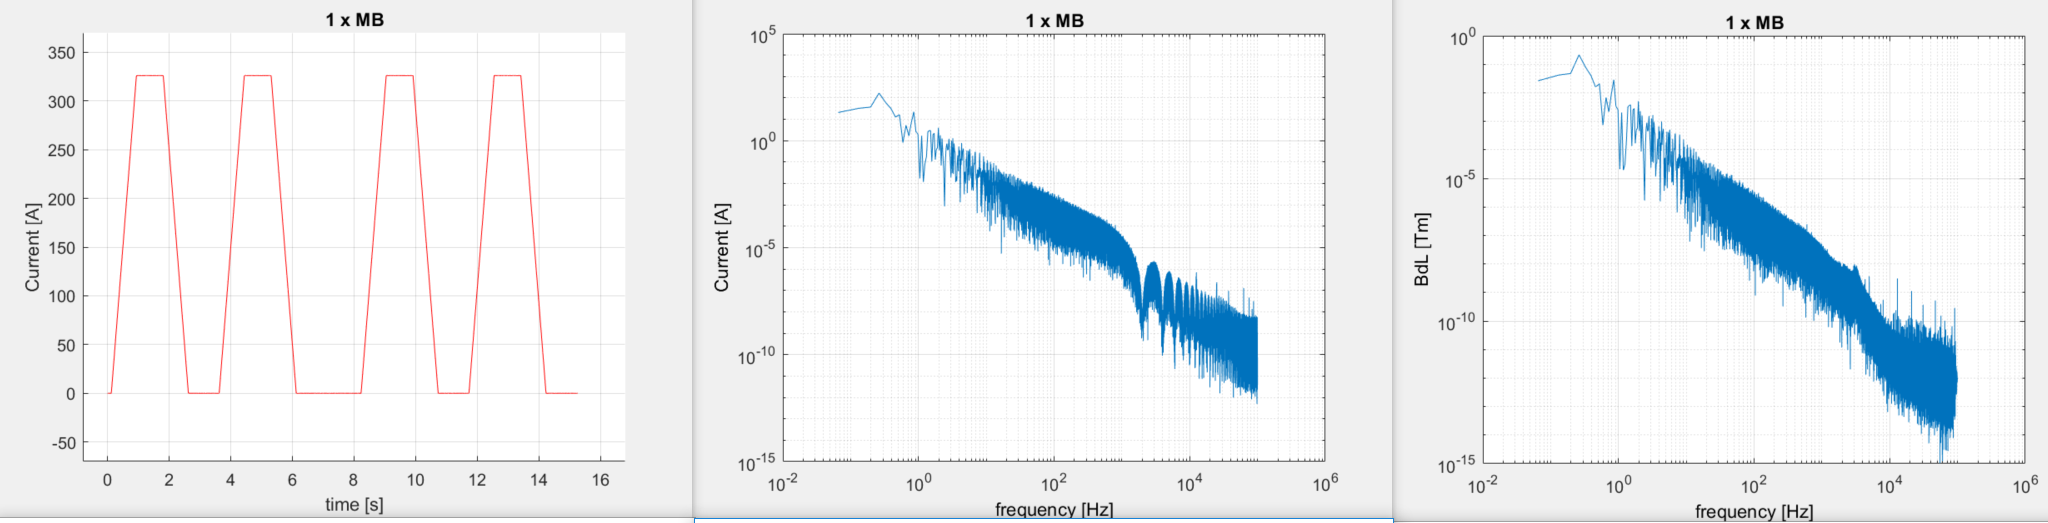 1 x MB
350
300
250
200
150
100
50
0
-50
Current [A]
0 2 4 6 8 10 12 14 16
time [s]
1 x MB
10^5
10^0
10^-5
10^-10
10^-15
Current [A]
10^-2 10^0 10^2 10^4 10^6
frequency [Hz]
1 x MB
10^0
10^-5
10^-10
10^-15
BdL [Tm]
10^-2 10^0 10^2 10^4 10^6
frequency [Hz]